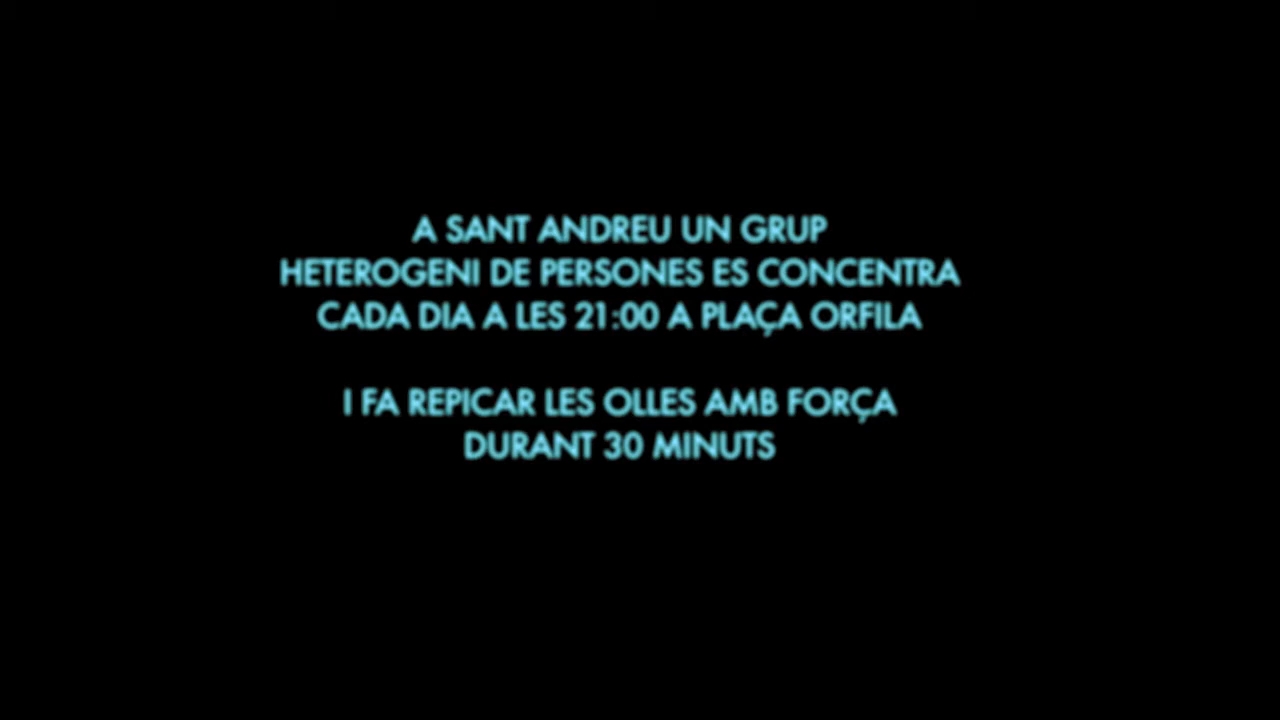 A SANT ANDREU UN GRUP
HETEROGENI DE PERSONES ES CONCENTRA
CADA DIA A LES 21:00 A PLAÇA ORFILA
I FA REPICAR LES OLLES AMB FORÇA
DURANT 30 MINUTS